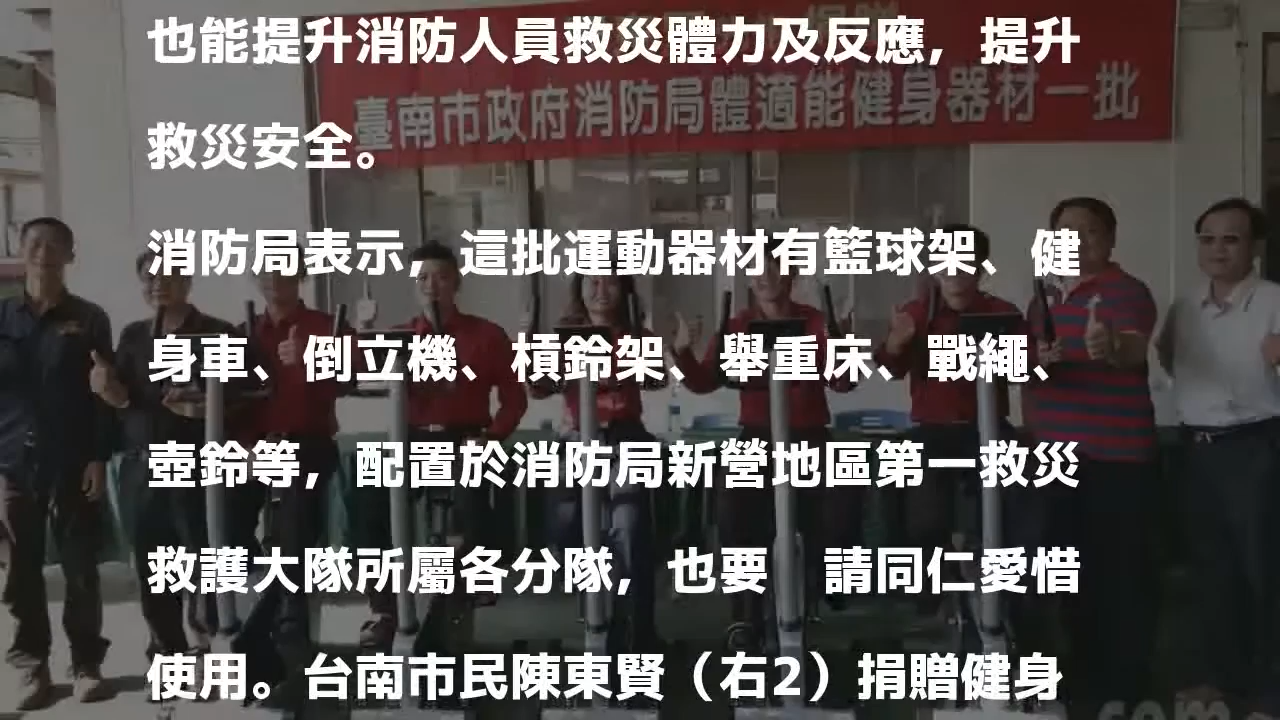 也能提升消防人員救災體力及反應，提升
臺南市政府消防局體適能健身器材一批
救災安全。
消防局表示，這批運動器材有籃球架、健
身車、倒立機、槓鈴架、舉重床、戰繩、
壺鈴等，配置於消防局新營地區第一救災
救護大隊所屬各分隊，也要　請同仁愛惜
使用。台南市民陳東賢（右2）捐贈健身
.com